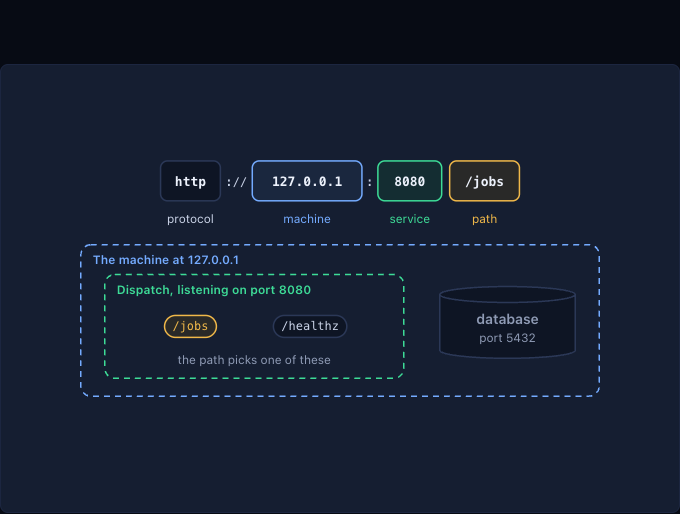 http :// 127.0.0.1 : 8080 /jobs
protocol machine service path
The machine at 127.0.0.1
Dispatch, listening on port 8080
/jobs /healthz
the path picks one of these
database
port 5432